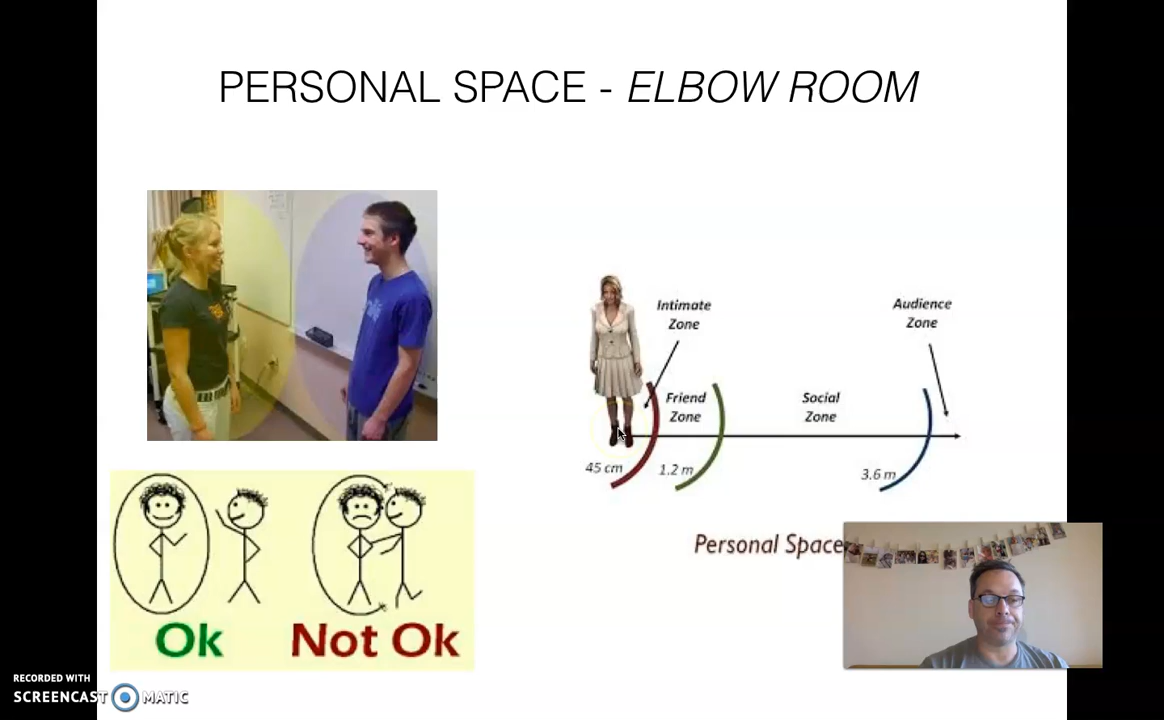 PERSONAL SPACE - ELBOW ROOM
Intimate
Zone
Audience
Zone
Friend
Zone
Social
Zone
45 cm
1.2 m
3.6 m
Personal Space
Ok
Not Ok
RECORDED WITH
SCREENCAST MATIC